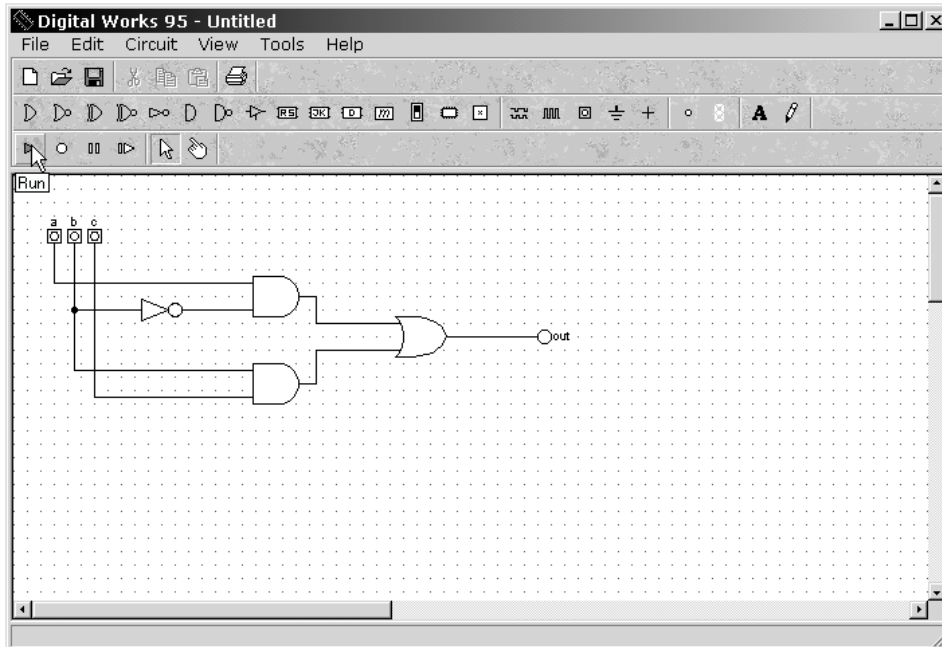 Digital Works 95 - Untitled
File Edit Circuit View Tools Help
RS JK D m
A
Run
a b c
out